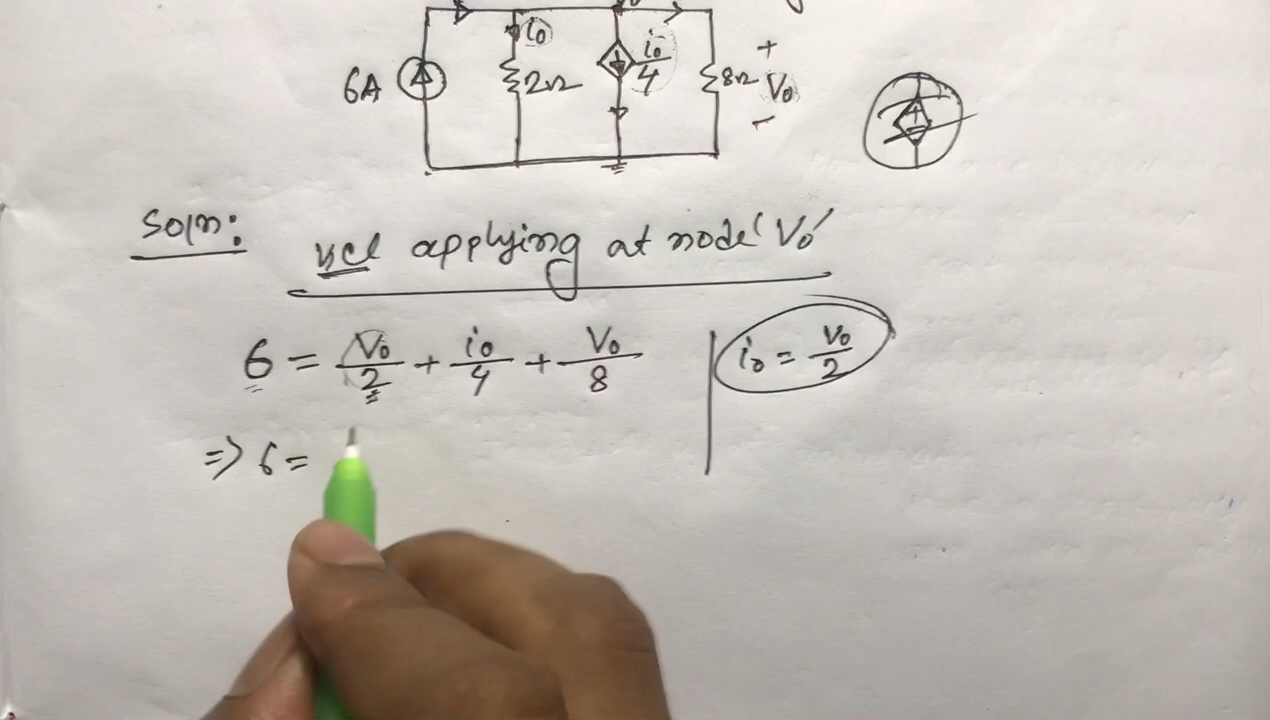 6A
i₀
2Ω
i₀/4
8Ω
+
V₀
−
Soln:
KCL applying at node 'V₀'
6 = V₀/2 + i₀/4 + V₀/8
i₀ = V₀/2
⇒ 6 =